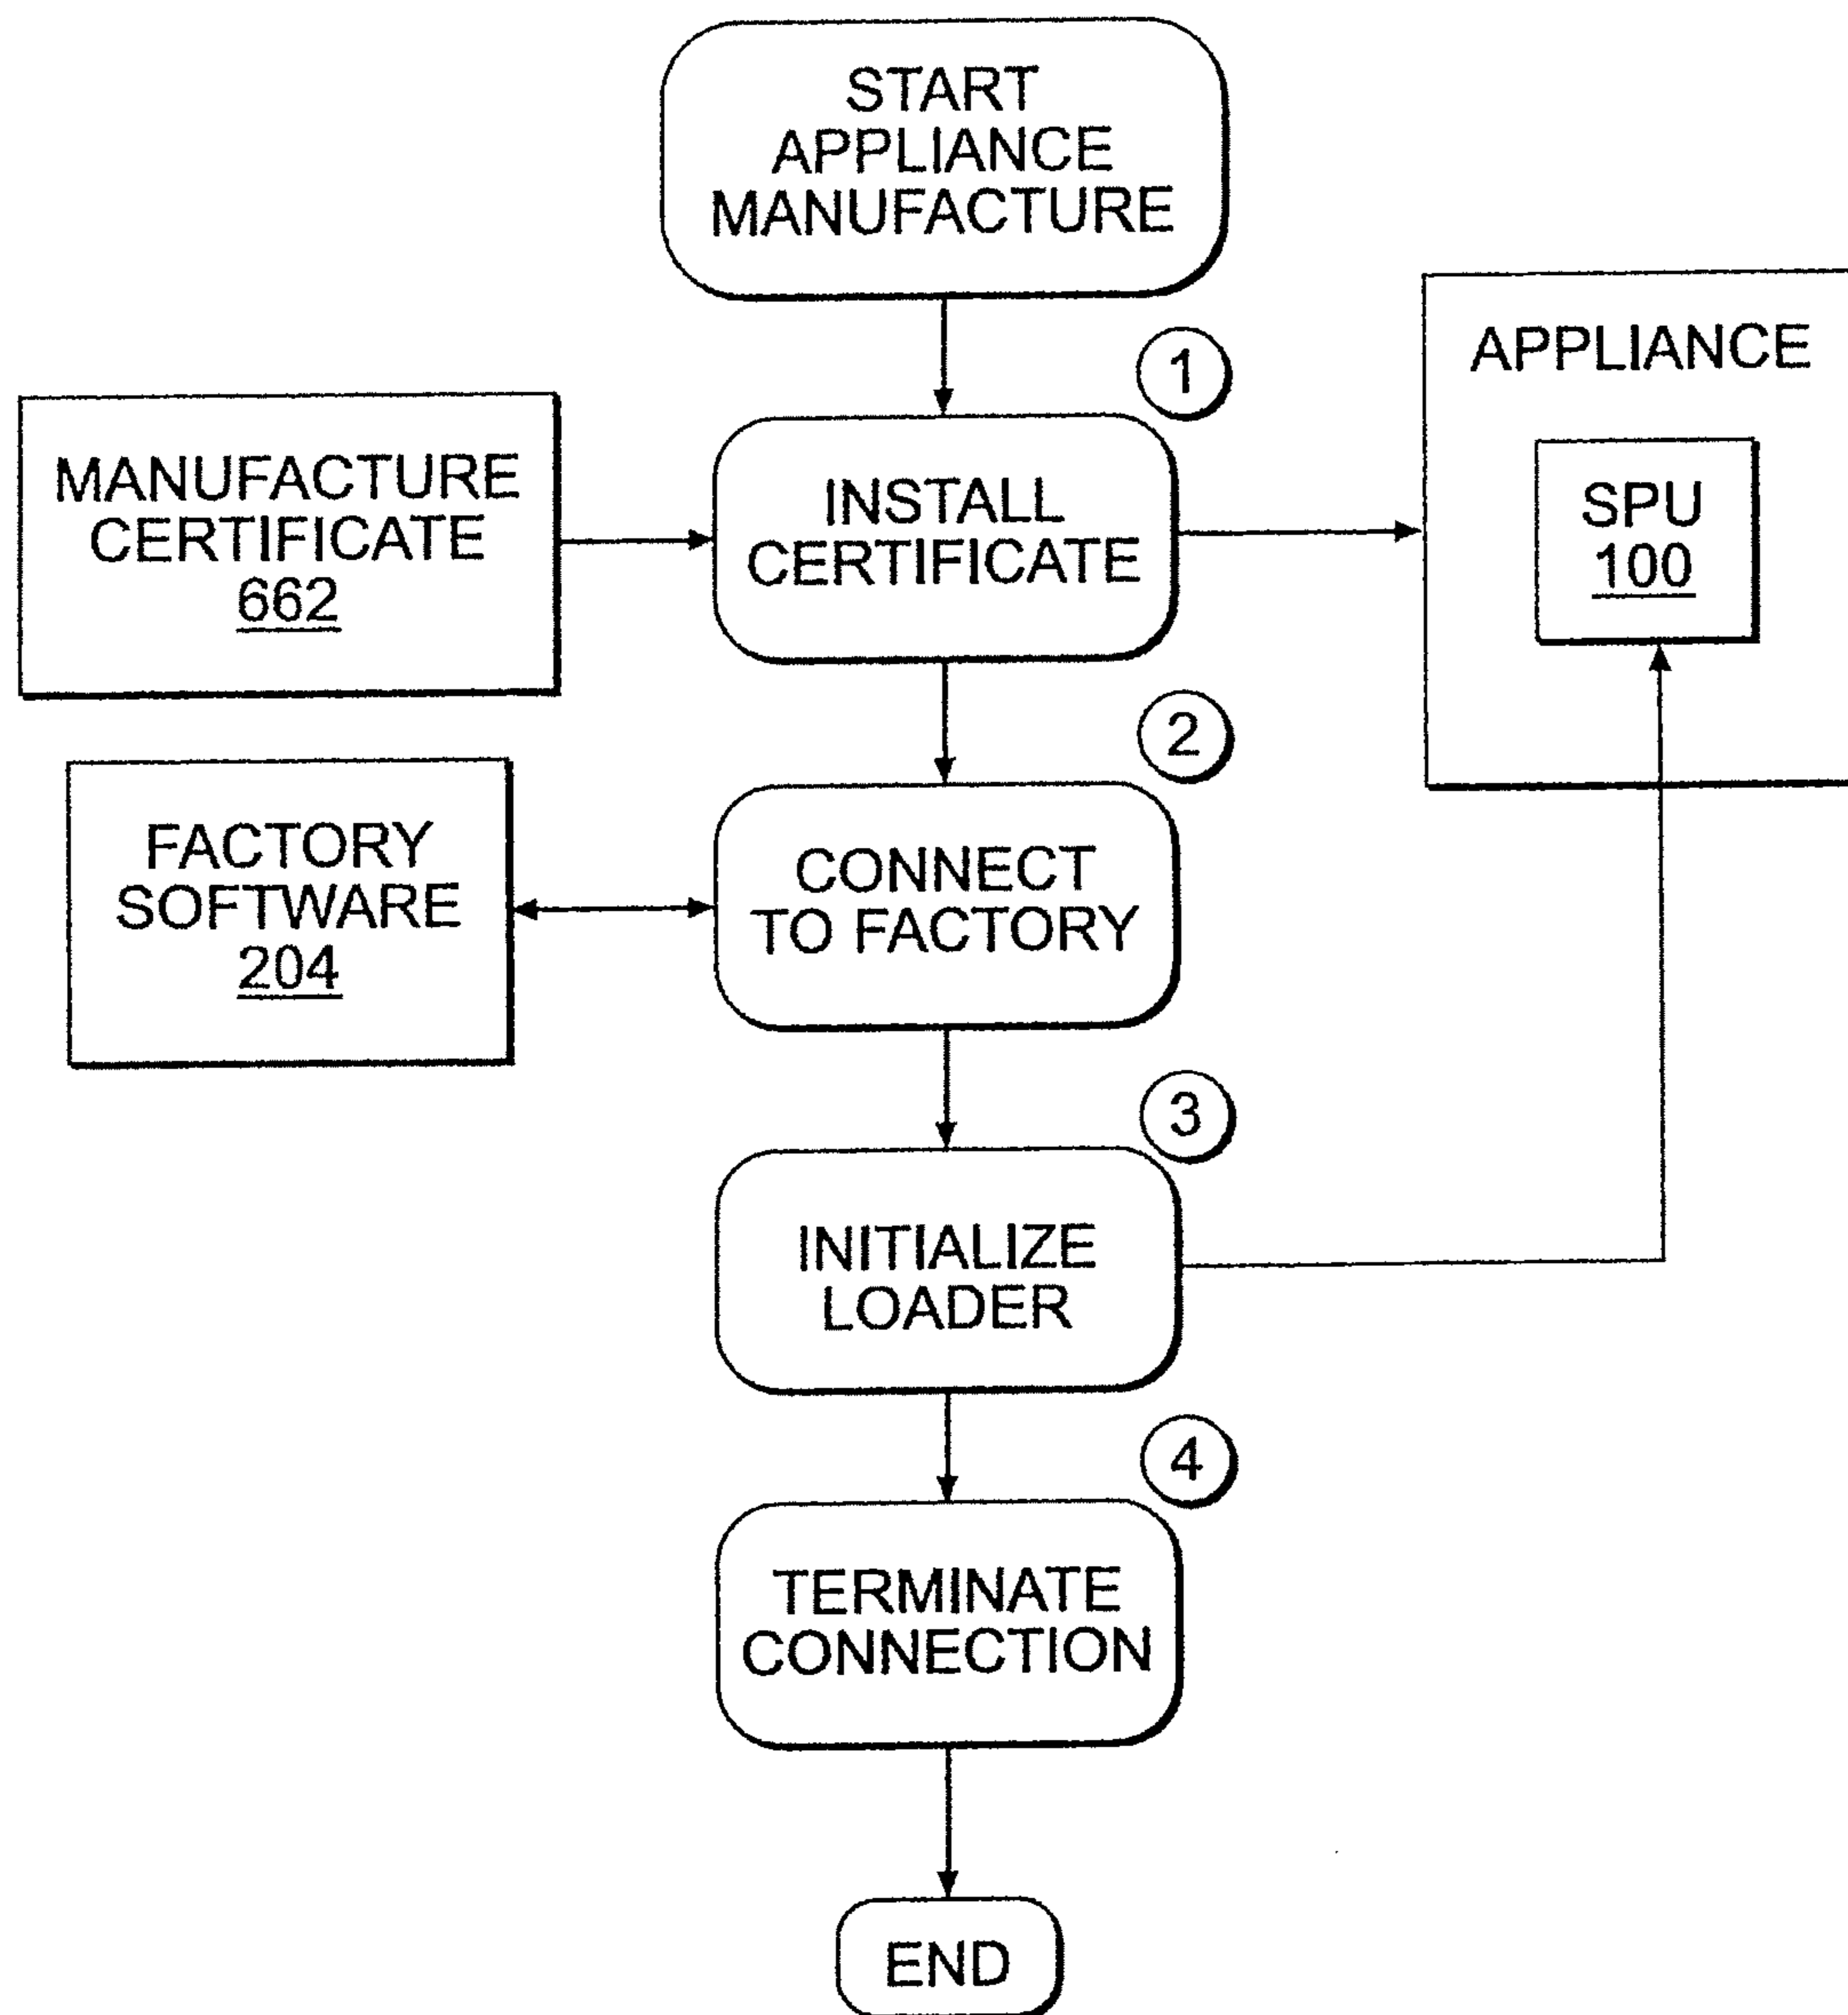 START
APPLIANCE
MANUFACTURE
1
APPLIANCE
MANUFACTURE
CERTIFICATE
662
INSTALL
CERTIFICATE
SPU
100
2
FACTORY
SOFTWARE
204
CONNECT
TO FACTORY
3
INITIALIZE
LOADER
4
TERMINATE
CONNECTION
END